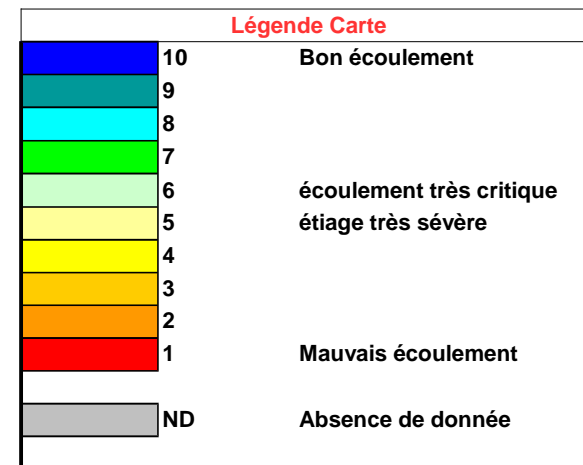 Légende Carte
10 Bon écoulement
9
8
7
6 écoulement très critique
5 étiage très sévère
4
3
2
1 Mauvais écoulement
ND Absence de donnée